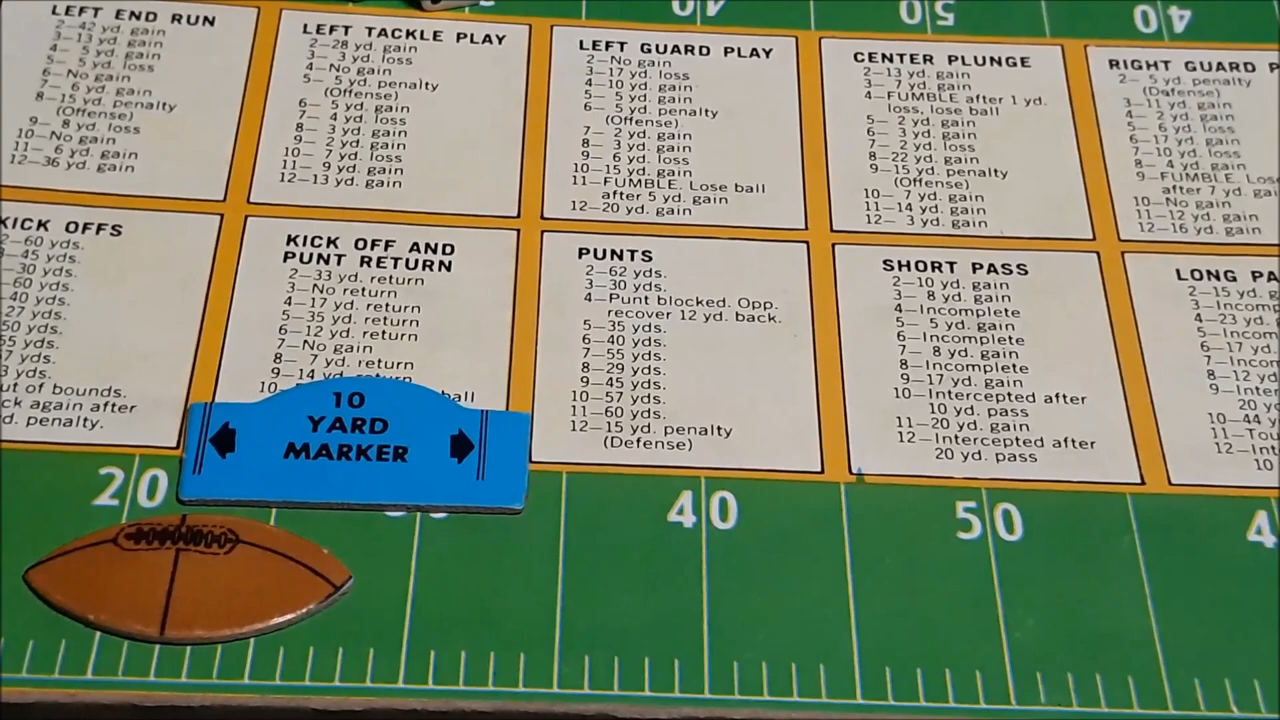 40
50
40
LEFT END RUN
2—42 yd. gain
3—13 yd. gain
4— 5 yd. gain
5— 5 yd. loss
6—No gain
7— 6 yd. gain
8—15 yd. penalty
(Offense)
9— 8 yd. loss
10—No gain
11— 6 yd. gain
12—36 yd. gain
LEFT TACKLE PLAY
2—28 yd. gain
3— 3 yd. loss
4—No gain
5— 5 yd. penalty
(Offense)
6— 5 yd. gain
7— 4 yd. loss
8— 3 yd. gain
9— 2 yd. gain
10— 7 yd. loss
11— 9 yd. gain
12—13 yd. gain
LEFT GUARD PLAY
2—No gain
3—17 yd. loss
4—10 yd. gain
5— 5 yd. gain
6— 5 yd. penalty
(Offense)
7— 2 yd. gain
8— 3 yd. gain
9— 6 yd. loss
10—15 yd. gain
11—FUMBLE. Lose ball
after 5 yd. gain
12—20 yd. gain
CENTER PLUNGE
2—13 yd. gain
3— 7 yd. gain
4—FUMBLE after 1 yd.
loss, lose ball
5— 2 yd. gain
6— 3 yd. gain
7— 2 yd. loss
8—22 yd. gain
9—15 yd. penalty
(Offense)
10— 7 yd. gain
11—14 yd. gain
12— 3 yd. gain
RIGHT GUARD P
2— 5 yd. penalty
(Defense)
3—11 yd. gain
4— 2 yd. gain
5— 6 yd. loss
6—17 yd. gain
7—10 yd. loss
8— 4 yd. gain
9—FUMBLE. Lose
after 7 yd. gai
10—No gain
11—12 yd. gain
12—16 yd. gain
KICK OFFS
2—60 yds.
3—45 yds.
—30 yds.
—60 yds.
40 yds.
27 yds.
50 yds.
55 yds.
7 yds.
3 yds.
ut of bounds.
ck again after
d. penalty.
KICK OFF AND
PUNT RETURN
2—33 yd. return
3—No return
4—17 yd. return
5—35 yd. return
6—12 yd. return
7—No gain
8— 7 yd. return
9—14 yd. return
10— ball
PUNTS
2—62 yds.
3—30 yds.
4—Punt blocked. Opp.
recover 12 yd. back.
5—35 yds.
6—40 yds.
7—55 yds.
8—29 yds.
9—45 yds.
10—57 yds.
11—60 yds.
12—15 yd. penalty
(Defense)
SHORT PASS
2—10 yd. gain
3— 8 yd. gain
4—Incomplete
5— 5 yd. gain
6—Incomplete
7— 8 yd. gain
8—Incomplete
9—17 yd. gain
10—Intercepted after
10 yd. pass
11—20 yd. gain
12—Intercepted after
20 yd. pass
LONG PA
2—15 yd. g
3—Incomp
4—23 yd.
5—Incom
6—17 yd.
7—Incon
8—12 yd
9—Inter
20 y
10—44 y
11—Tou
12—Int
10
10
YARD
MARKER
20
40
50
4